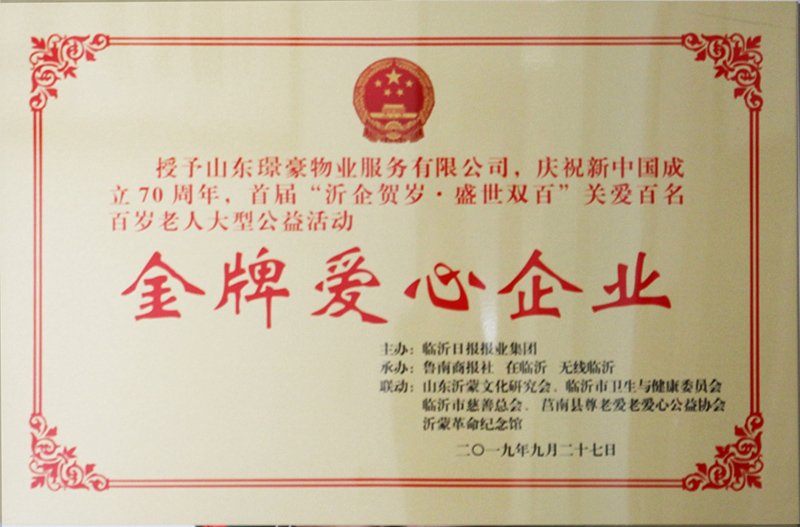 授予山东璟豪物业服务有限公司，庆祝新中国成
立70周年，首届“沂企贺岁·盛世双百”关爱百名
百岁老人大型公益活动
金牌爱心企业
主办：临沂日报报业集团
承办：鲁南商报社 在临沂 无线临沂
联动：山东沂蒙文化研究会、临沂市卫生与健康委员会
临沂市慈善总会、莒南县尊老爱老爱心公益协会
沂蒙革命纪念馆
二〇一九年九月二十七日